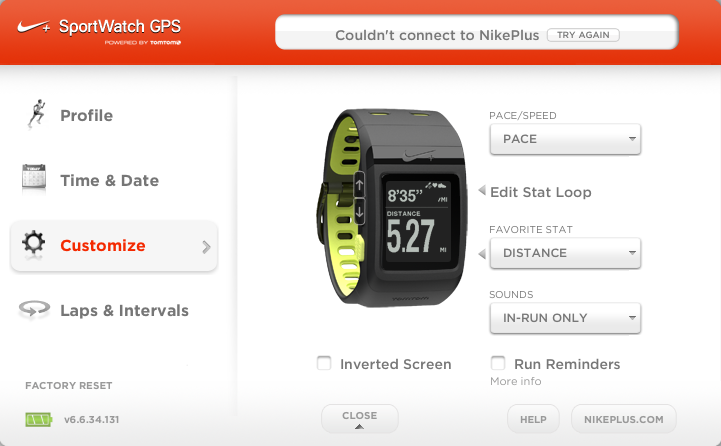 SportWatch GPS
POWERED BY TOMTOM
Couldn't connect to NikePlus
TRY AGAIN
Profile
Time & Date
Customize
Laps & Intervals
FACTORY RESET
v6.6.34.131
8'35" /MI
DISTANCE
5.27 /MI
TOMTOM
PACE/SPEED
PACE
Edit Stat Loop
FAVORITE STAT
DISTANCE
SOUNDS
IN-RUN ONLY
Inverted Screen
Run Reminders
More info
CLOSE
HELP
NIKEPLUS.COM